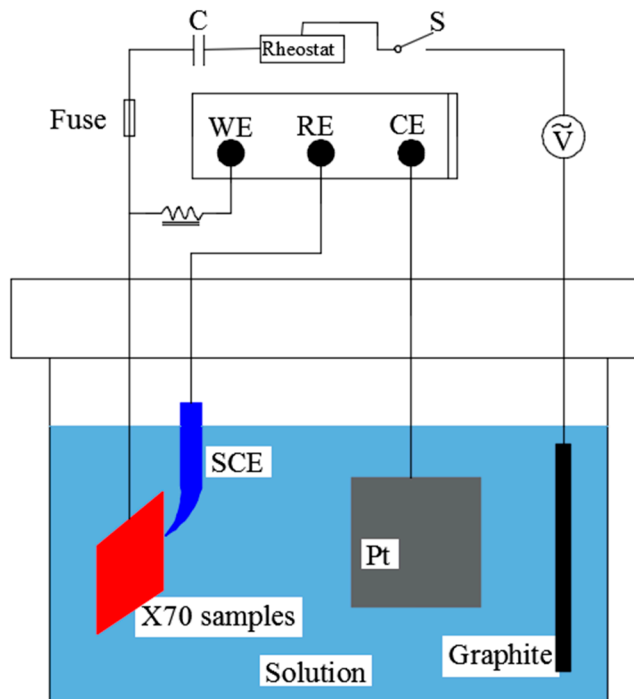 C
Rheostat
S
Fuse
WE
RE
CE
Ṽ
SCE
Pt
X70 samples
Graphite
Solution